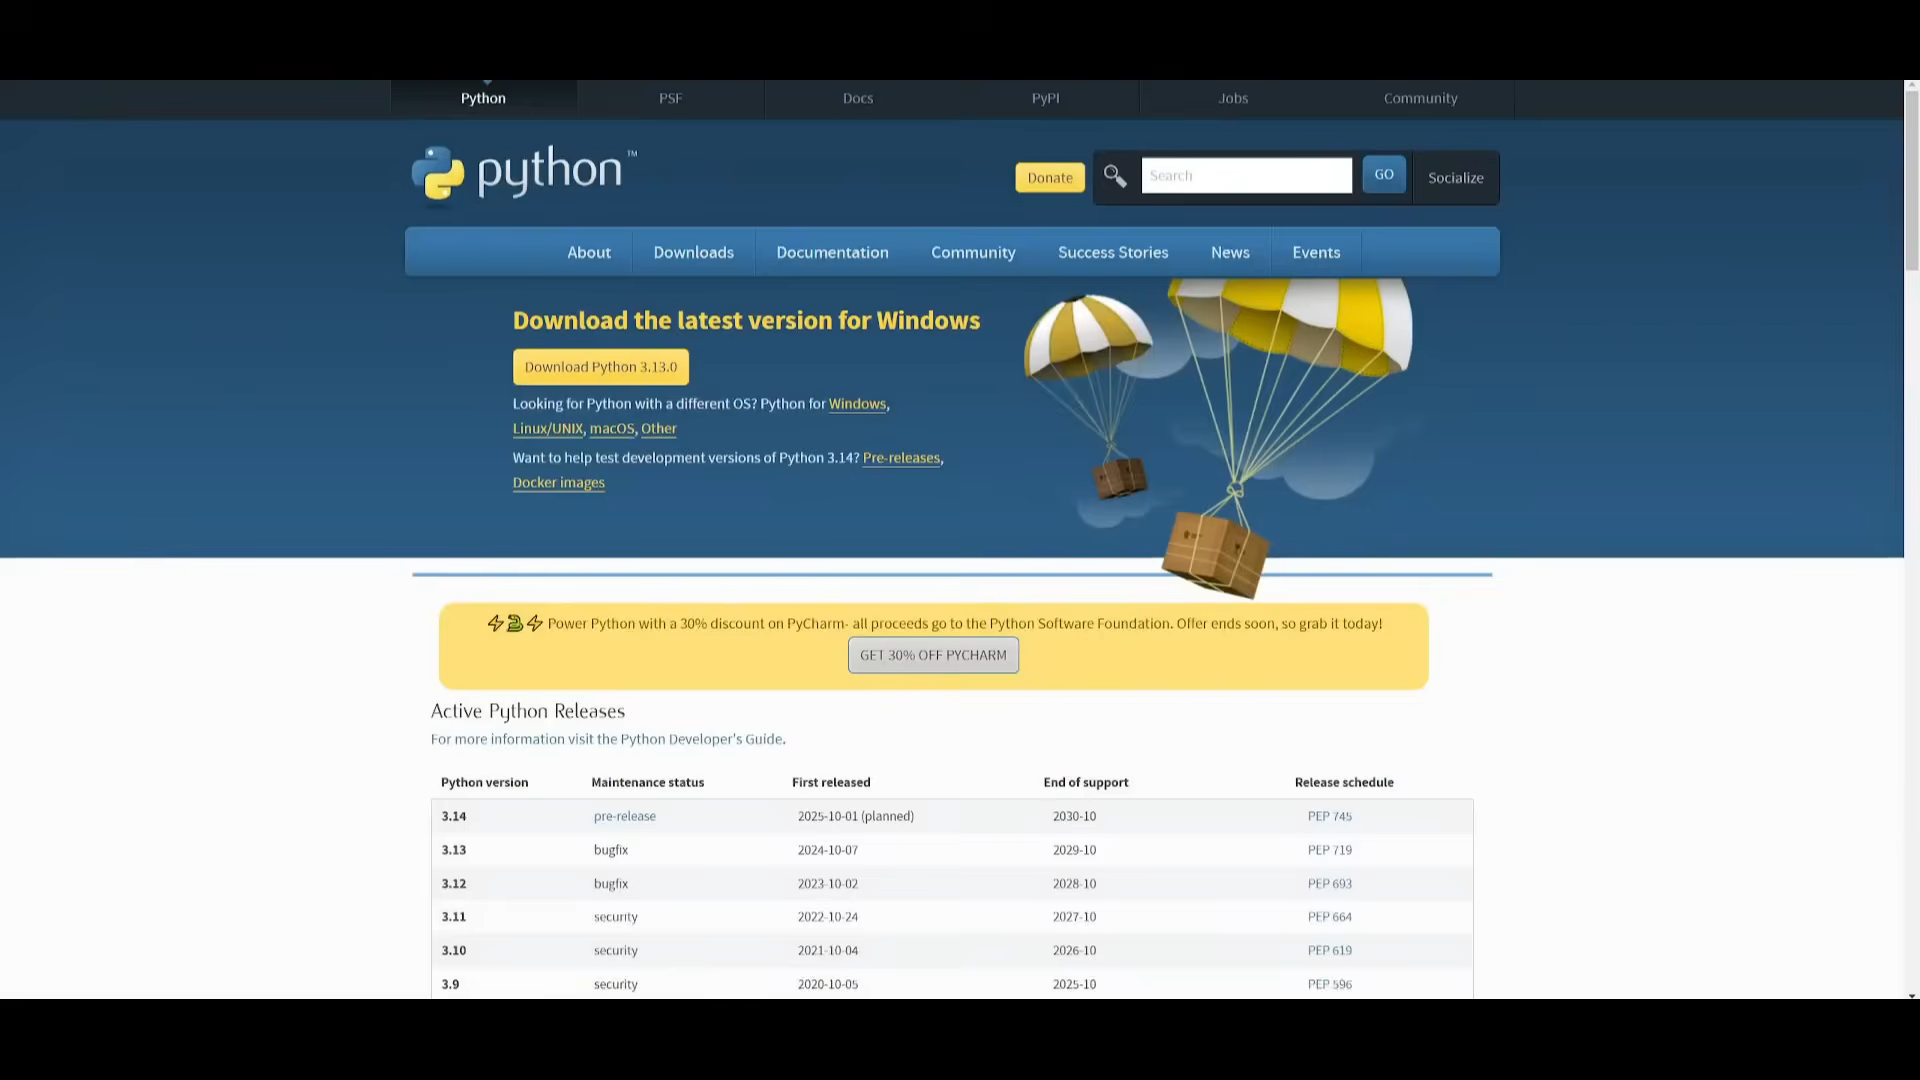 Python PSF Docs PyPI Jobs Community
python™
Donate Search GO Socialize
About Downloads Documentation Community Success Stories News Events
Download the latest version for Windows
Download Python 3.13.0
Looking for Python with a different OS? Python for Windows,
Linux/UNIX, macOS, Other
Want to help test development versions of Python 3.14? Pre-releases,
Docker images
Power Python with a 30% discount on PyCharm- all proceeds go to the Python Software Foundation. Offer ends soon, so grab it today!
GET 30% OFF PYCHARM
Active Python Releases
For more information visit the Python Developer's Guide.
Python version Maintenance status First released End of support Release schedule
3.14 pre-release 2025-10-01 (planned) 2030-10 PEP 745
3.13 bugfix 2024-10-07 2029-10 PEP 719
3.12 bugfix 2023-10-02 2028-10 PEP 693
3.11 security 2022-10-24 2027-10 PEP 664
3.10 security 2021-10-04 2026-10 PEP 619
3.9 security 2020-10-05 2025-10 PEP 596